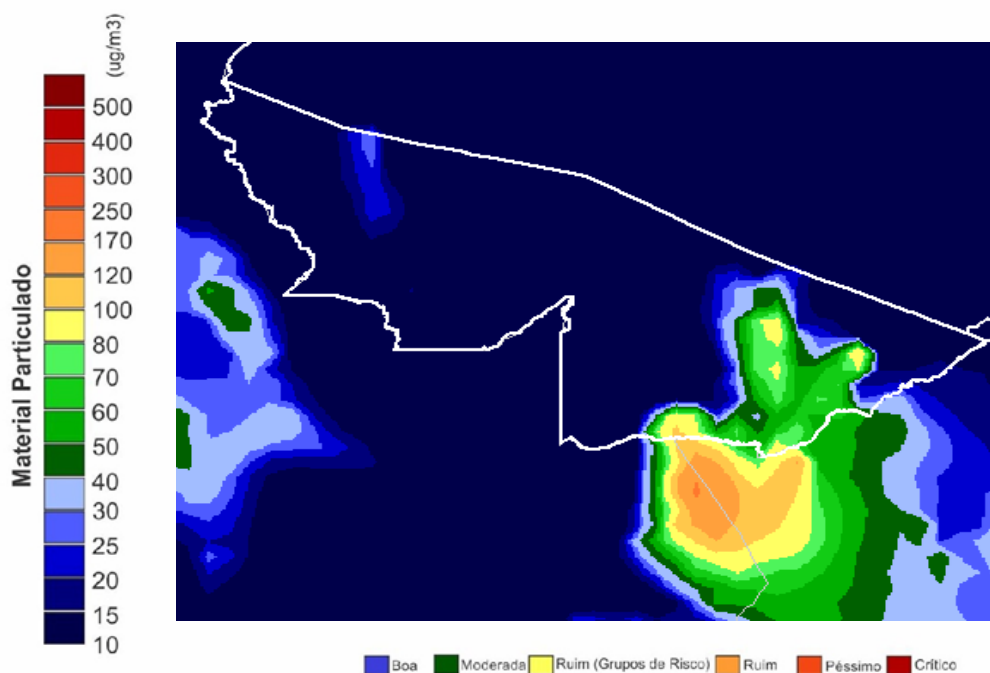 (ug/m3)
Material Particulado
500
400
300
250
170
120
100
80
70
60
50
40
30
25
20
15
10
Boa
Moderada
Ruim (Grupos de Risco)
Ruim
Péssimo
Crítico